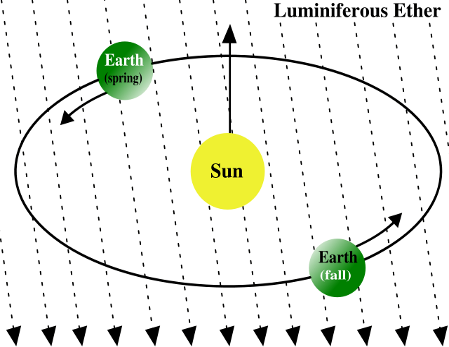 Luminiferous Ether
Earth
(spring)
Sun
Earth
(fall)